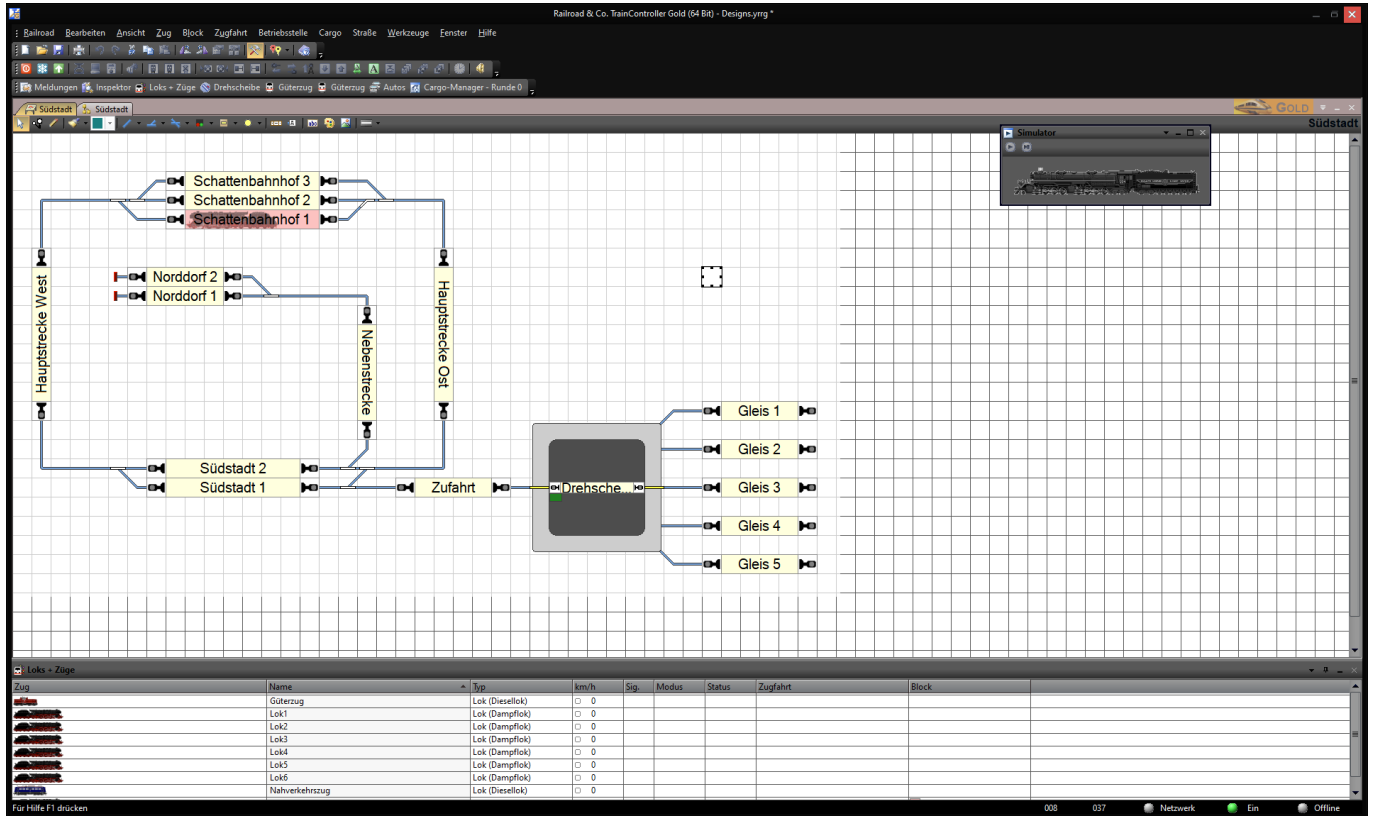 Railroad & Co. TrainController Gold (64 Bit) - Designs.yrrg *
Railroad Bearbeiten Ansicht Zug Block Zugfahrt Betriebsstelle Cargo Straße Werkzeuge Fenster Hilfe
Meldungen Inspektor Loks + Züge Drehscheibe Güterzug Güterzug Autos Cargo-Manager - Runde 0
Südstadt Südstadt GOLD
Südstadt
Simulator
Schattenbahnhof 3
Schattenbahnhof 2
Schattenbahnhof 1
Norddorf 2
Norddorf 1
Hauptstrecke West
Nebenstrecke
Hauptstrecke Ost
Gleis 1
Gleis 2
Südstadt 2
Südstadt 1
Zufahrt
Drehsche...
Gleis 3
Gleis 4
Gleis 5
Loks + Züge
Zug Name Typ km/h Sig. Modus Status Zugfahrt Block
Güterzug Lok (Diesellok) 0
Lok1 Lok (Dampflok) 0
Lok2 Lok (Dampflok) 0
Lok3 Lok (Dampflok) 0
Lok4 Lok (Dampflok) 0
Lok5 Lok (Dampflok) 0
Lok6 Lok (Dampflok) 0
Nahverkehrszug Lok (Diesellok) 0
Für Hilfe F1 drücken 008 037 Netzwerk Ein Offline